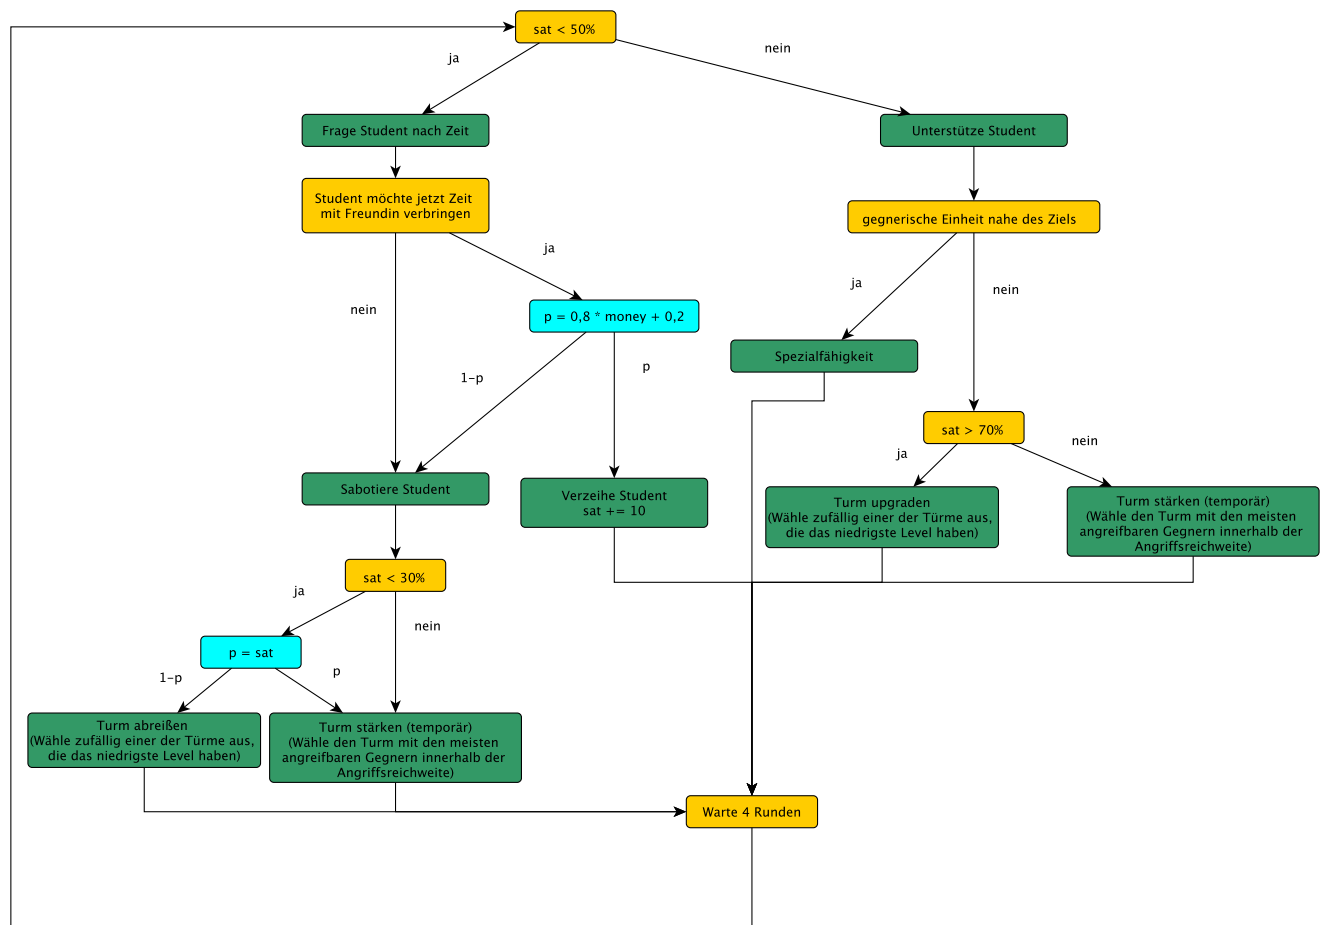 sat < 50%
ja
nein
Frage Student nach Zeit
Unterstütze Student
Student möchte jetzt Zeit
mit Freundin verbringen
gegnerische Einheit nahe des Ziels
ja
nein
ja
nein
p = 0,8 * money + 0,2
Spezialfähigkeit
1-p
p
sat > 70%
ja
nein
Sabotiere Student
Verzeihe Student
sat += 10
Turm upgraden
(Wähle zufällig einer der Türme aus,
die das niedrigste Level haben)
Turm stärken (temporär)
(Wähle den Turm mit den meisten
angreifbaren Gegnern innerhalb der
Angriffsreichweite)
sat < 30%
ja
nein
p = sat
1-p
p
Turm abreißen
(Wähle zufällig einer der Türme aus,
die das niedrigste Level haben)
Turm stärken (temporär)
(Wähle den Turm mit den meisten
angreifbaren Gegnern innerhalb der
Angriffsreichweite)
Warte 4 Runden